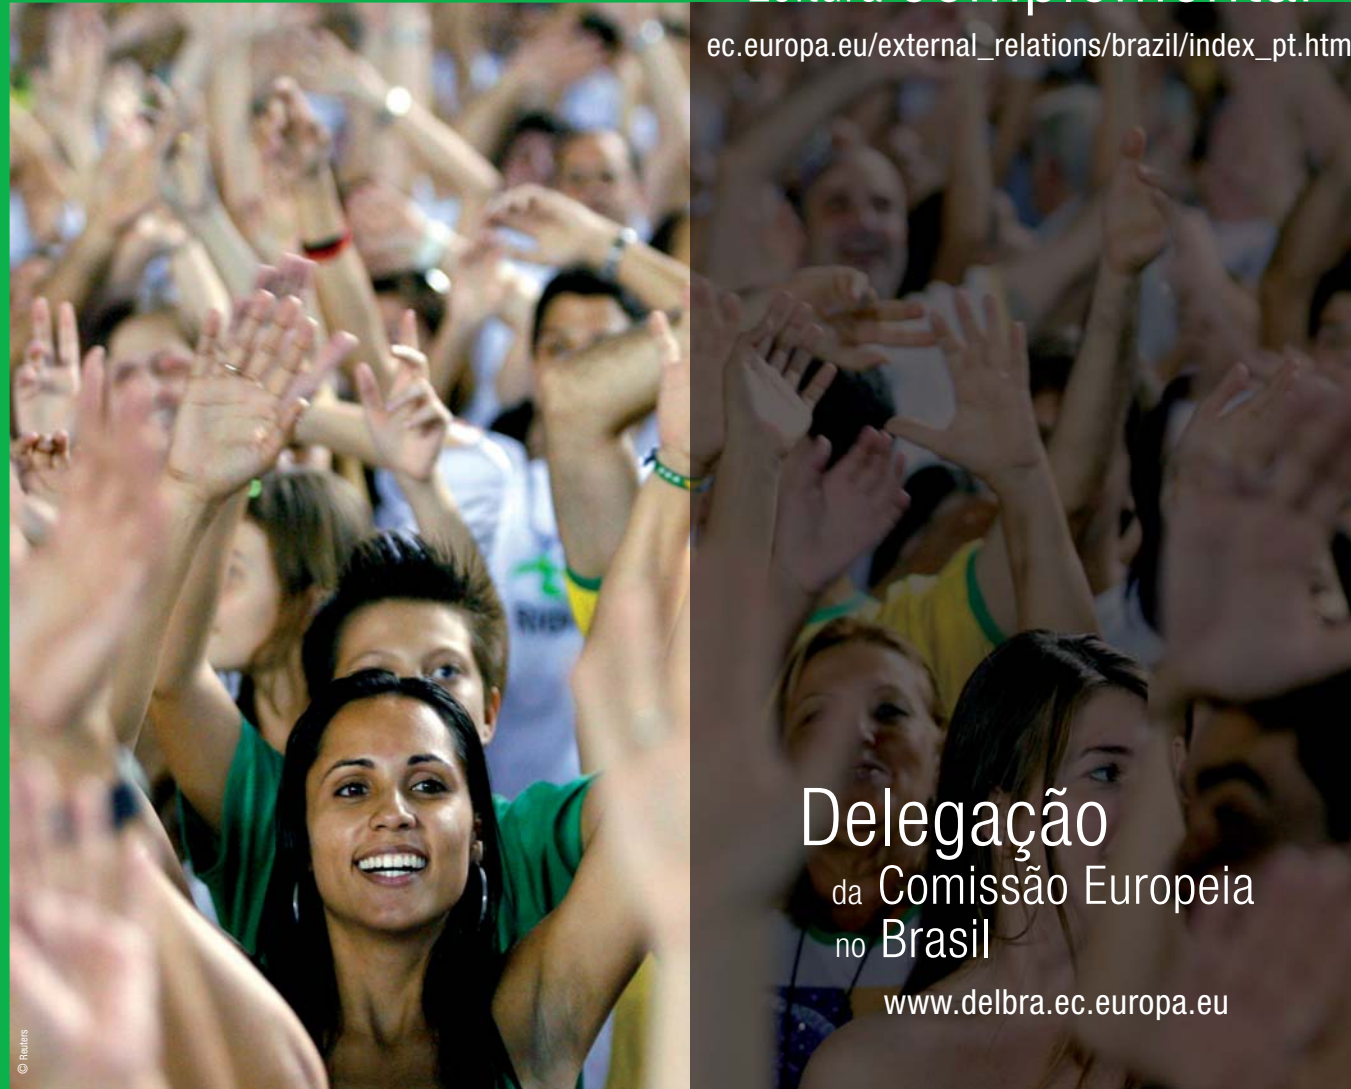 ec.europa.eu/external_relations/brazil/index_pt.htm
Delegação
da Comissão Europeia
no Brasil
www.delbra.ec.europa.eu
© Reuters